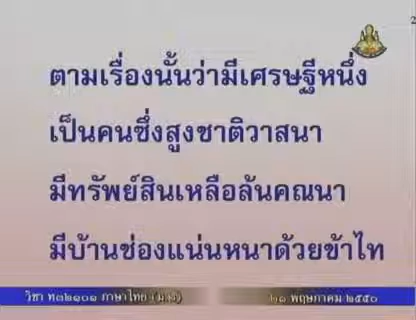 ตามเรื่องนั้นว่ามีเศรษฐีหนึ่ง
เป็นคนซึ่งสูงชาติวาสนา
มีทรัพย์สินเหลือล้นคณนา
มีบ้านช่องแน่นหนาด้วยข้าไท
วิชา ท๓๒๑๐๑ ภาษาไทย
พฤษภาคม ๒๕๕๐